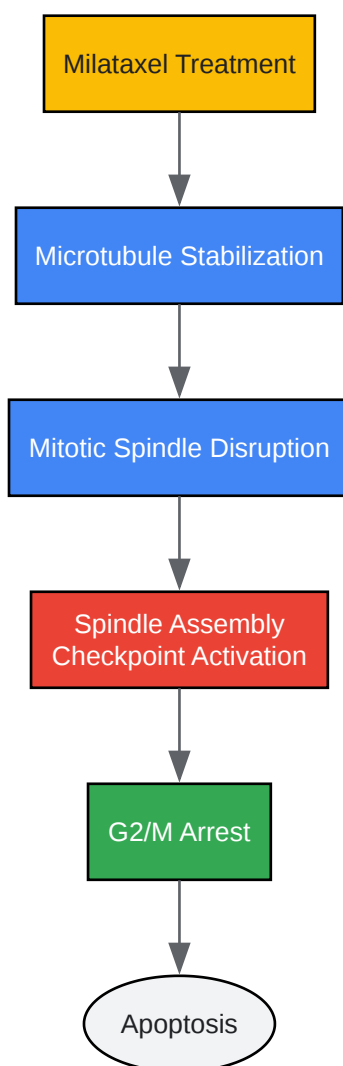 Milataxel Treatment
Microtubule Stabilization
Mitotic Spindle Disruption
Spindle Assembly
Checkpoint Activation
G2/M Arrest
Apoptosis